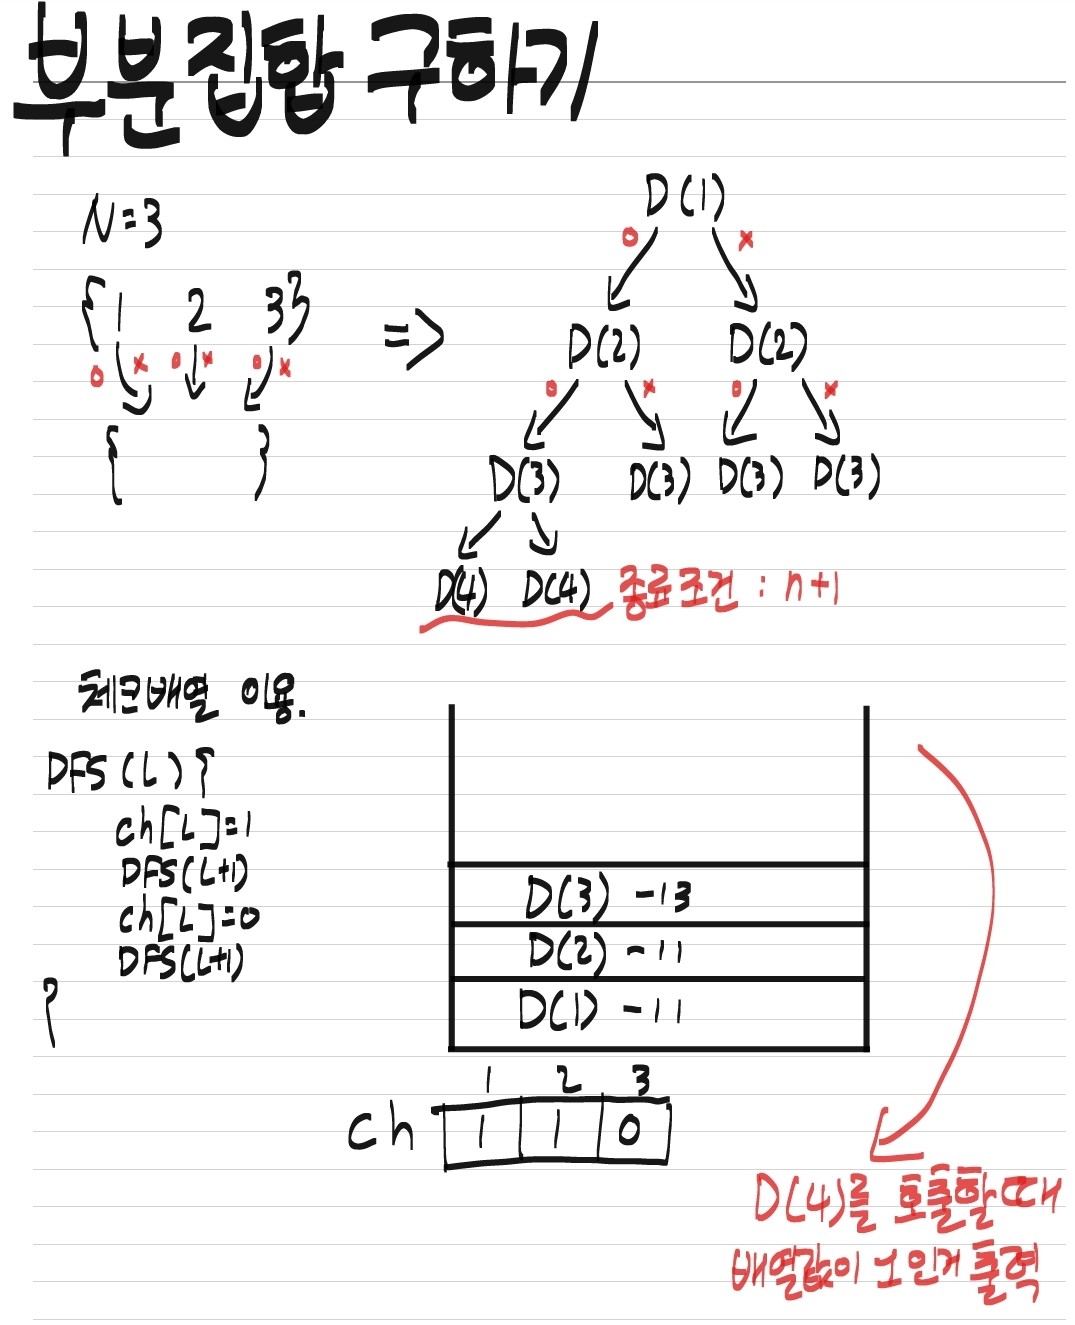 부분집합 구하기
N=3
{ 1 2 3}
o x o x o x
{ }
=>
D(1)
o x
D(2) D(2)
o x o x
D(3) D(3) D(3) D(3)
D(4) D(4) 종료조건 : n+1
체크배열 이용.
DFS(L){
ch[L]=1
DFS(L+1)
ch[L]=0
DFS(L+1)
}
D(3) -13
D(2) -11
D(1) -11
1 2 3
ch 1 1 0
D(4)를 호출할때
배열값이 1인거 출력